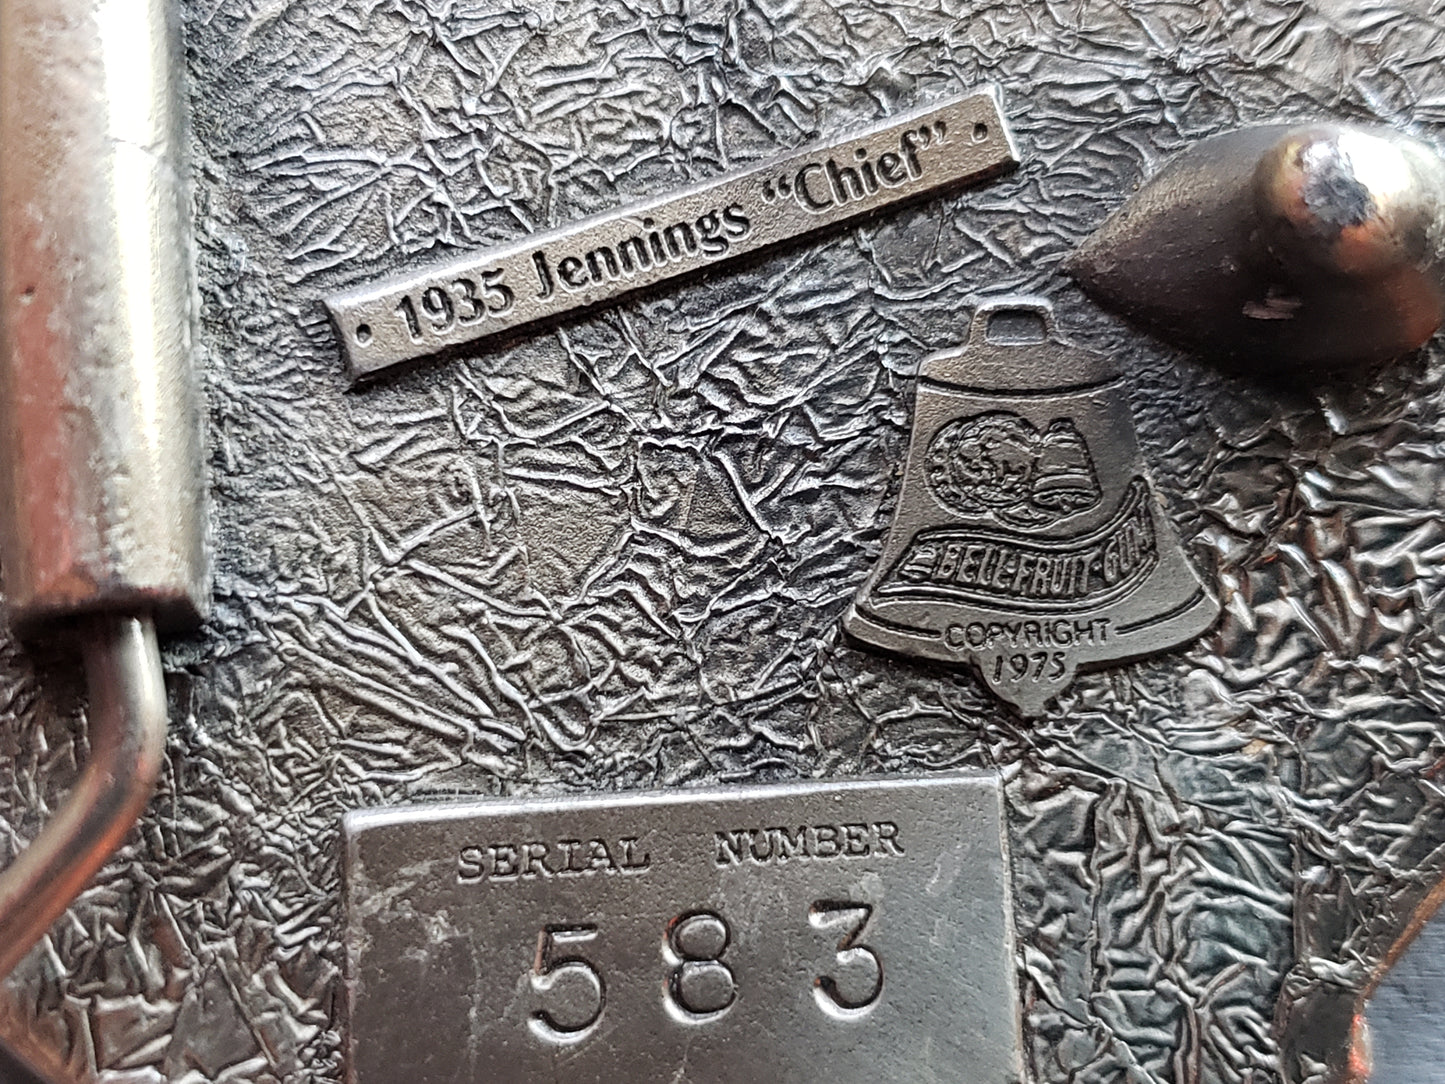 1935 Jennings “Chief”
BELL-FRUIT-GUM
COPYRIGHT
1975
SERIAL NUMBER
583